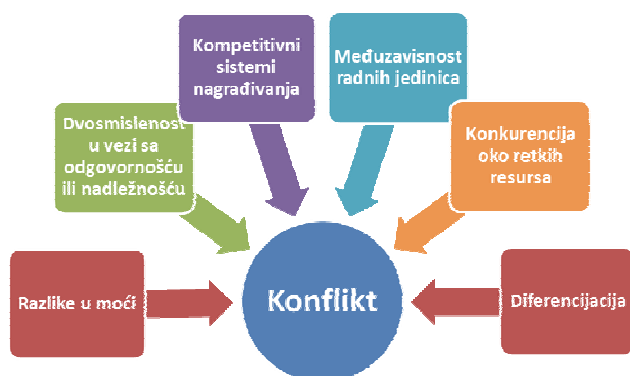 Kompetitivni
sistemi
nagrađivanja
Međuzavisnost
radnih jedinica
Dvosmislenost
u vezi sa
odgovornošću
ili nadležnošću
Konkurencija
oko retkih
resursa
Razlike u moći
Konflikt
Diferencijacija